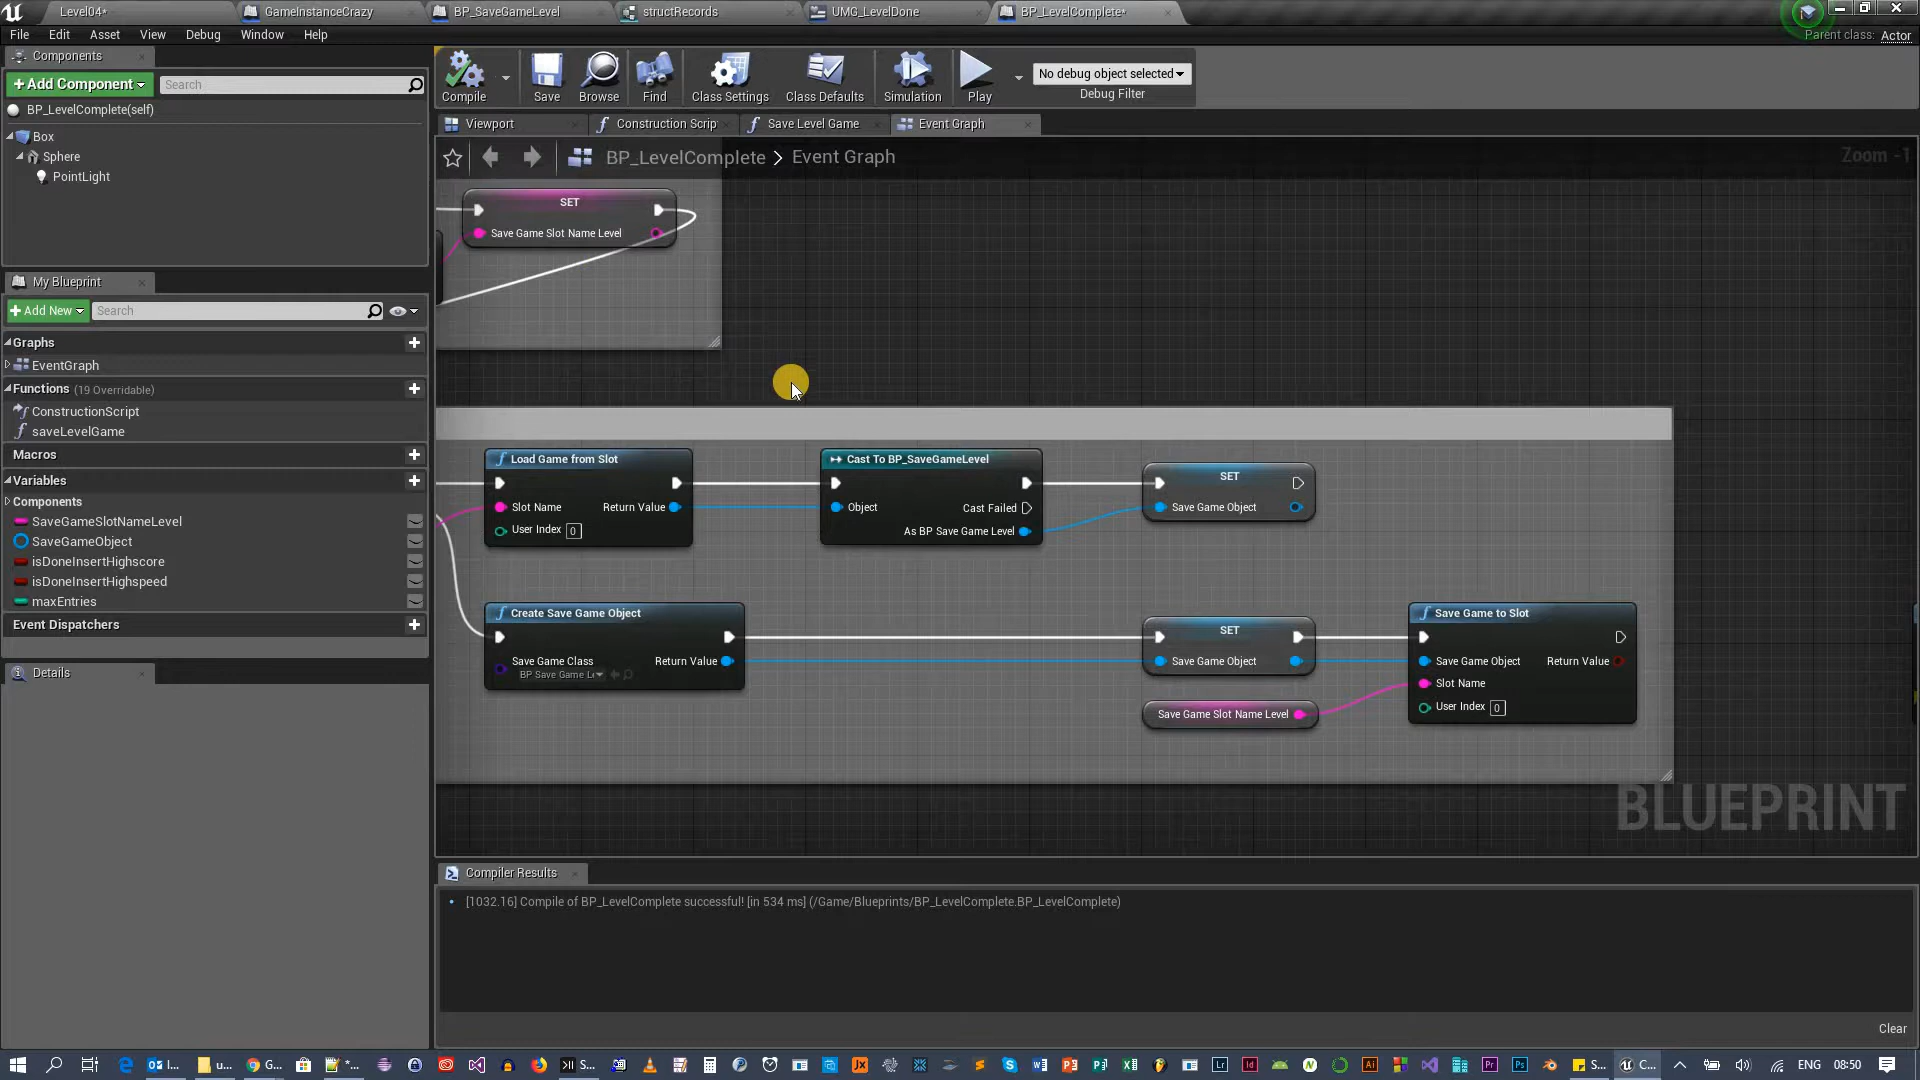 Level04*
GameInstanceCrazy
BP_SaveGameLevel
structRecords
UMG_LevelDone
BP_LevelComplete*
File Edit Asset View Debug Window Help
Parent class: Actor
Components
+Add Component
Search
BP_LevelComplete(self)
Box
Sphere
PointLight
Compile
Save
Browse
Find
Class Settings
Class Defaults
Simulation
Play
No debug object selected
Debug Filter
Viewport
Construction Scrip
Save Level Game
Event Graph
BP_LevelComplete > Event Graph
Zoom -1
My Blueprint
+Add New
Search
Graphs
EventGraph
Functions (19 Overridable)
ConstructionScript
saveLevelGame
Macros
Variables
Components
SaveGameSlotNameLevel
SaveGameObject
isDoneInsertHighscore
isDoneInsertHighspeed
maxEntries
Event Dispatchers
Details
SET
Save Game Slot Name Level
Load Game from Slot
Slot Name
Return Value
User Index 0
Cast To BP_SaveGameLevel
Object
Cast Failed
As BP Save Game Level
SET
Save Game Object
Create Save Game Object
Save Game Class
Return Value
BP Save Game Le
SET
Save Game Object
Save Game Slot Name Level
Save Game to Slot
Save Game Object
Return Value
Slot Name
User Index 0
BLUEPRINT
Compiler Results
[1032.16] Compile of BP_LevelComplete successful! [in 534 ms] (/Game/Blueprints/BP_LevelComplete.BP_LevelComplete)
Clear
I...
u...
G...
*...
S...
S...
C...
ENG
08:50